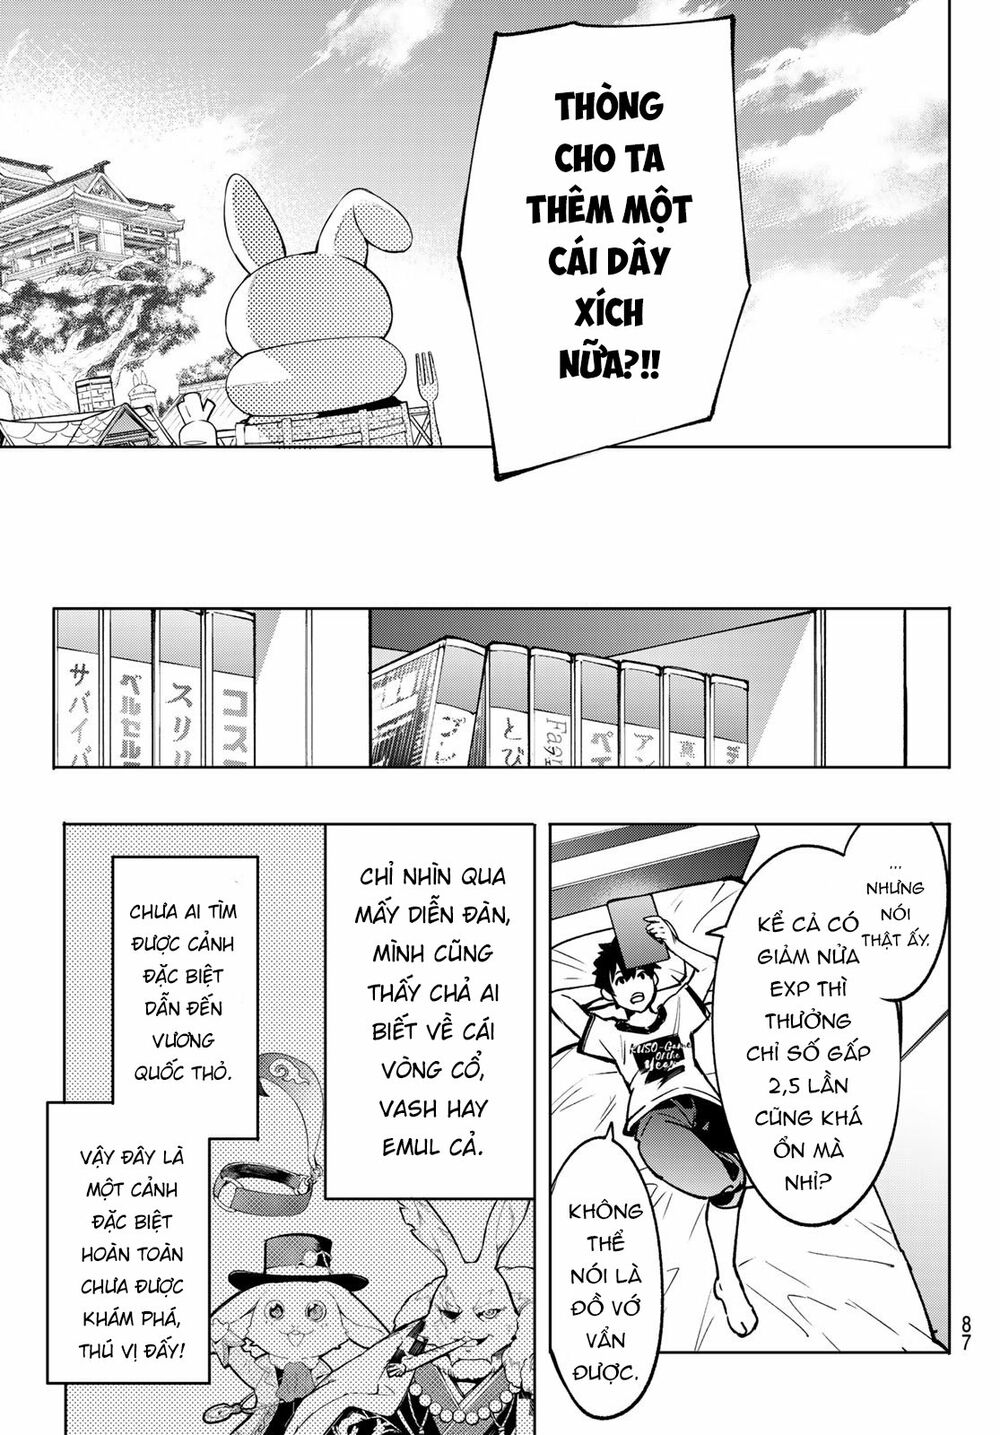 THÒNG
CHO TA
THÊM MỘT
CÁI DÂY
XÍCH
NỮA?!!
コス
スリ
ベルセル
サバイバ
...
NHƯNG
NÓI
THẬT ẤY.
KỂ CẢ CÓ
GIẢM NỬA
EXP THÌ
THƯỞNG
CHỈ SỐ GẤP
2,5 LẦN
CŨNG KHÁ
ỔN MÀ
NHỈ?
KUSO-Game
Of the
Year
KHÔNG
THỂ
NÓI LÀ
ĐỒ VỚ
VẨN
ĐƯỢC.
CHỈ NHÌN QUA
MẤY DIỄN ĐÀN,
MÌNH CŨNG
THẤY CHẢ AI
BIẾT VỀ CÁI
VÒNG CỔ,
VASH HAY
EMUL CẢ.
CHƯA AI TÌM
ĐƯỢC CẢNH
ĐẶC BIỆT
DẪN ĐẾN
VƯƠNG
QUỐC THỎ.
VẬY ĐÂY LÀ
MỘT CẢNH
ĐẶC BIỆT
HOÀN TOÀN
CHƯA ĐƯỢC
KHÁM PHÁ,
THÚ VỊ ĐẤY!
87